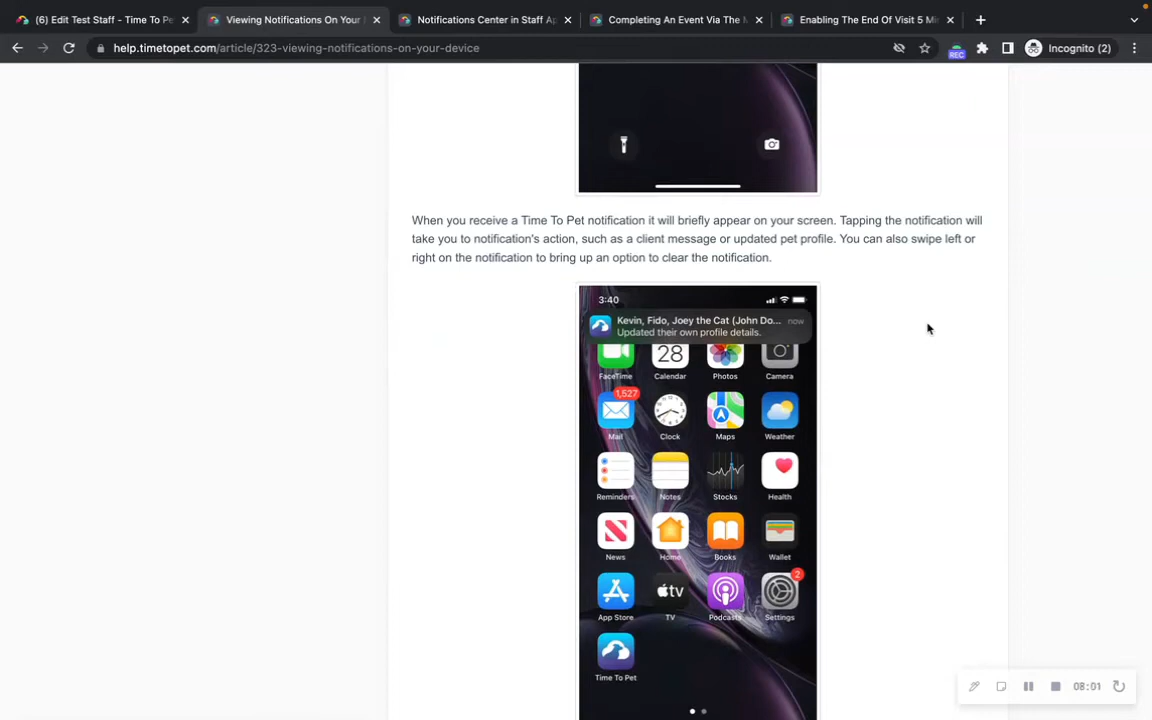 (6) Edit Test Staff - Time To Pe
Viewing Notifications On Your
Notifications Center in Staff Ap
Completing An Event Via The M
Enabling The End Of Visit 5 Mi
help.timetopet.com/article/323-viewing-notifications-on-your-device
REC
Incognito (2)
When you receive a Time To Pet notification it will briefly appear on your screen. Tapping the notification will
take you to notification's action, such as a client message or updated pet profile. You can also swipe left or
right on the notification to bring up an option to clear the notification.
3:40
Kevin, Fido, Joey the Cat (John Do... now
Updated their own profile details.
28
FaceTime Calendar Photos Camera
1,527
Mail Clock Maps Weather
Reminders Notes Stocks Health
News Home Books Wallet
tv
2
App Store TV Podcasts Settings
Time To Pet
08:01